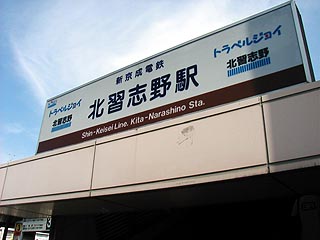 新京成電鉄
北習志野駅
Shin-Keisei Line. Kita-Narashino Sta.
トラベルジョイ
北習志野
トラベルジョイ
北習志野